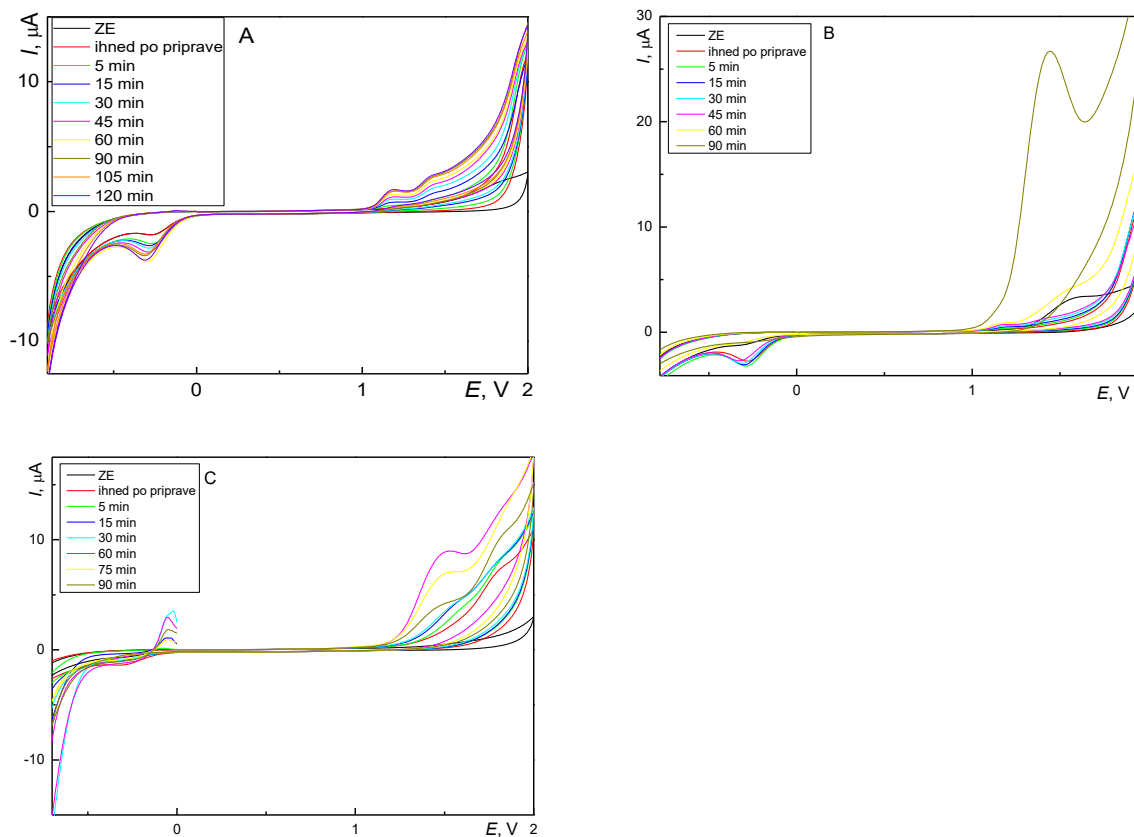 A
I, µA
ZE
ihned po priprave
5 min
15 min
30 min
45 min
60 min
90 min
105 min
120 min
10
0
-10
0
1
2
E, V
B
I, µA
ZE
ihned po priprave
5 min
15 min
30 min
45 min
60 min
90 min
30
20
10
0
0
1
E, V
C
I, µA
ZE
ihned po priprave
5 min
15 min
30 min
60 min
75 min
90 min
10
0
-10
0
1
2
E, V